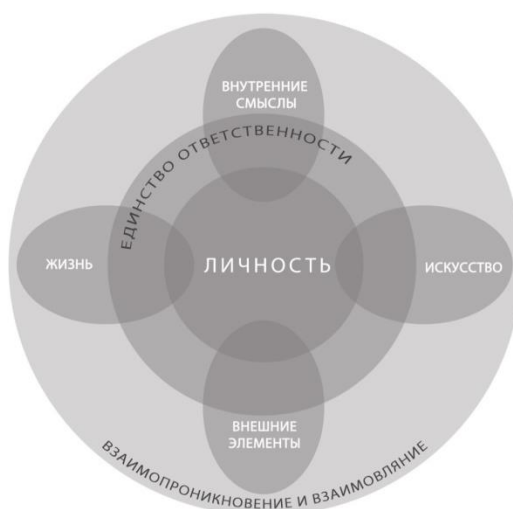 ВНУТРЕННИЕ
СМЫСЛЫ
ЕДИНСТВО ОТВЕТСТВЕННОСТИ
ЖИЗНЬ
ЛИЧНОСТЬ
ИСКУССТВО
ВНЕШНИЕ
ЭЛЕМЕНТЫ
ВЗАИМОПРОНИКНОВЕНИЕ И ВЗАИМОВЛЯНИЕ